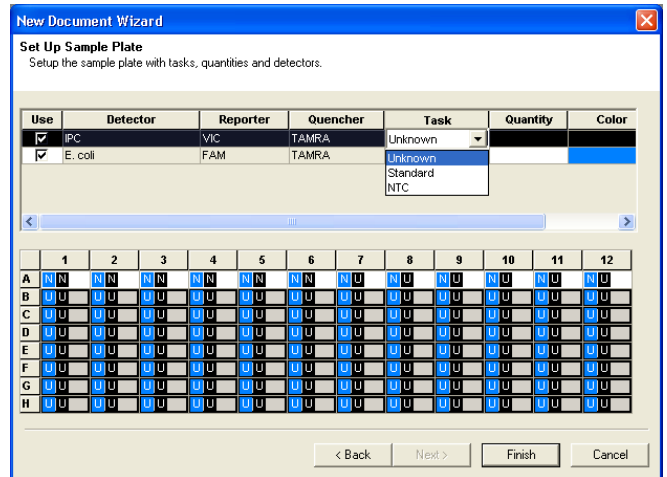 New Document Wizard
Set Up Sample Plate
Setup the sample plate with tasks, quantities and detectors.
Use Detector Reporter Quencher Task Quantity Color
IPC VIC TAMRA Unknown
E. coli FAM TAMRA Unknown
Standard
NTC
1 2 3 4 5 6 7 8 9 10 11 12
A N N N N N N N N N N N N N U N U N U N U N U N U
B U U U U U U U U U U U U U U U U U U U U U U U U
C U U U U U U U U U U U U U U U U U U U U U U U U
D U U U U U U U U U U U U U U U U U U U U U U U U
E U U U U U U U U U U U U U U U U U U U U U U U U
F U U U U U U U U U U U U U U U U U U U U U U U U
G U U U U U U U U U U U U U U U U U U U U U U U U
H U U U U U U U U U U U U U U U U U U U U U U U U
< Back Next > Finish Cancel